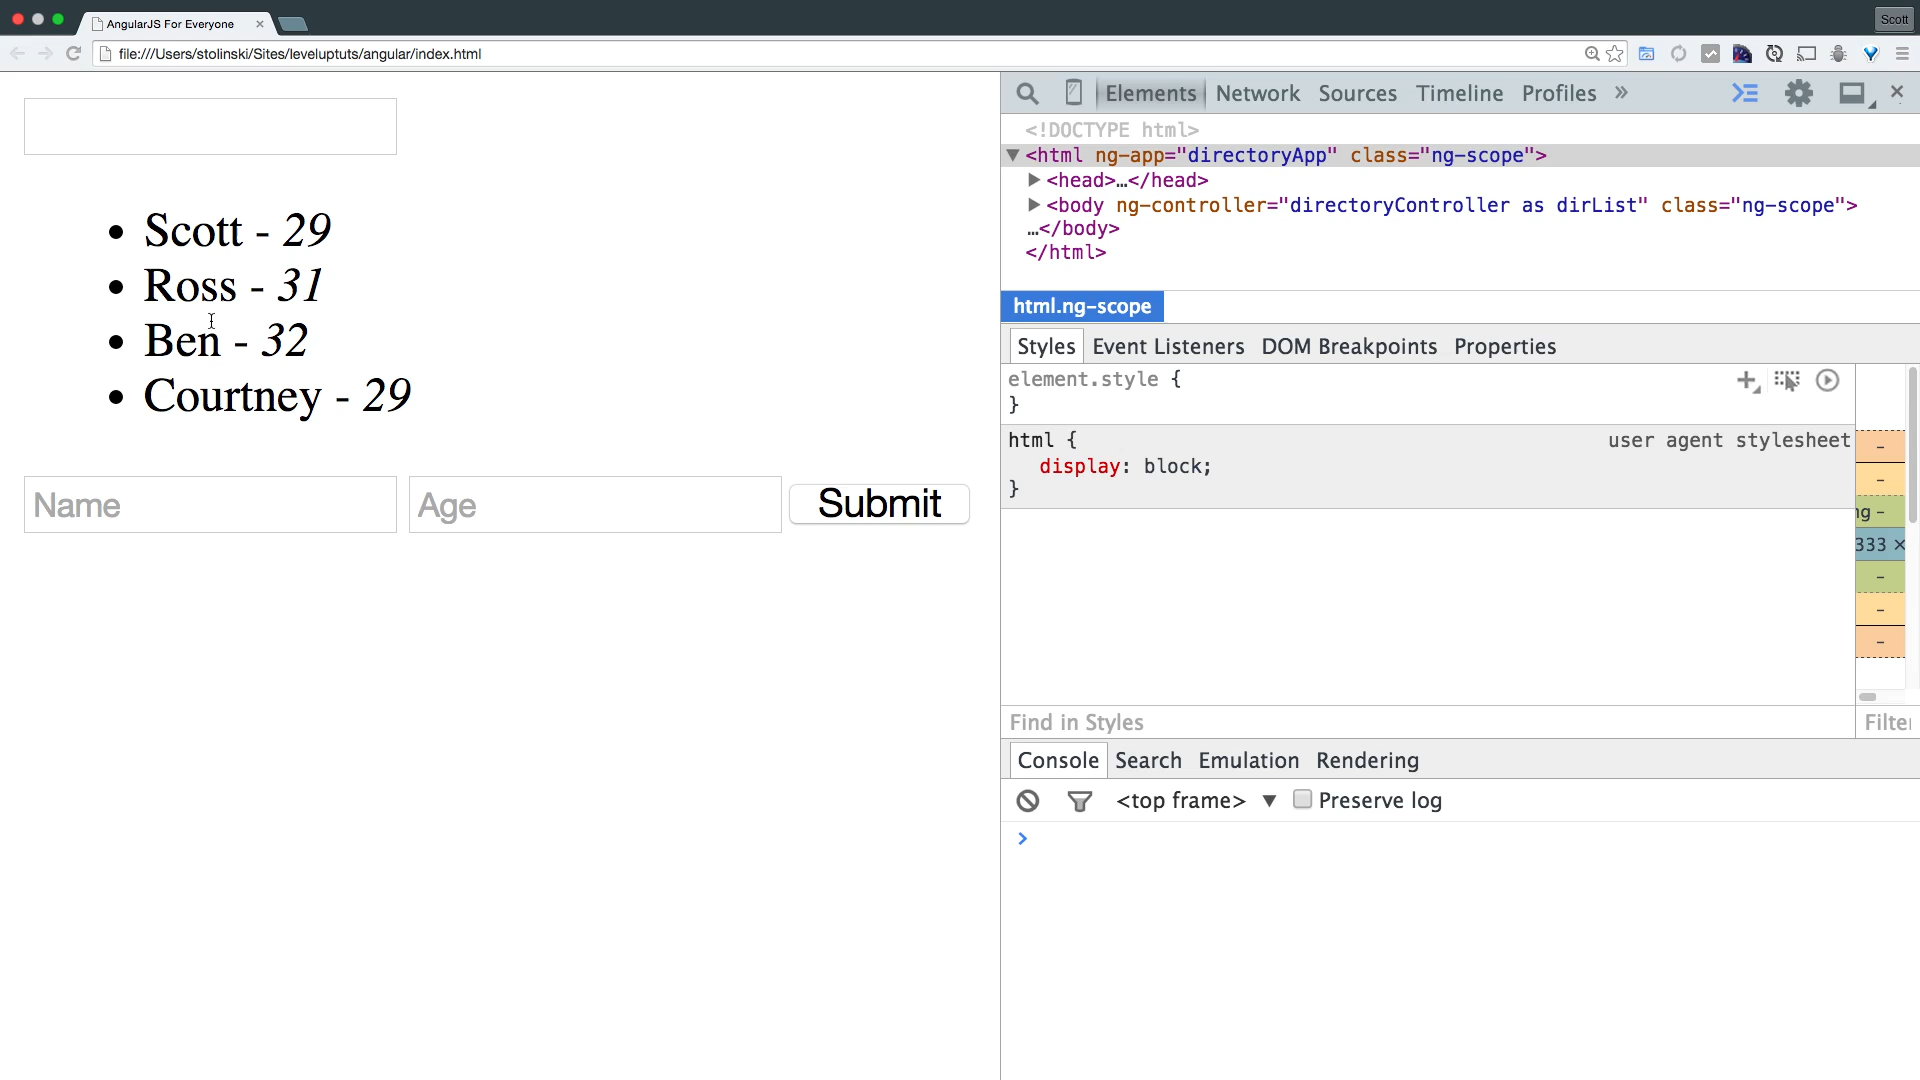 AngularJS For Everyone
Scott
file:///Users/stolinski/Sites/leveluptuts/angular/index.html
Elements Network Sources Timeline Profiles »
<!DOCTYPE html>
<html ng-app="directoryApp" class="ng-scope">
<head>…</head>
<body ng-controller="directoryController as dirList" class="ng-scope">
…</body>
</html>
html.ng-scope
Styles Event Listeners DOM Breakpoints Properties
element.style {
}
html { user agent stylesheet
display: block;
}
ng -
333 ×
Find in Styles
Filter
Console Search Emulation Rendering
<top frame> ▼ Preserve log
>
• Scott - 29
• Ross - 31
• Ben - 32
• Courtney - 29
Name Age Submit